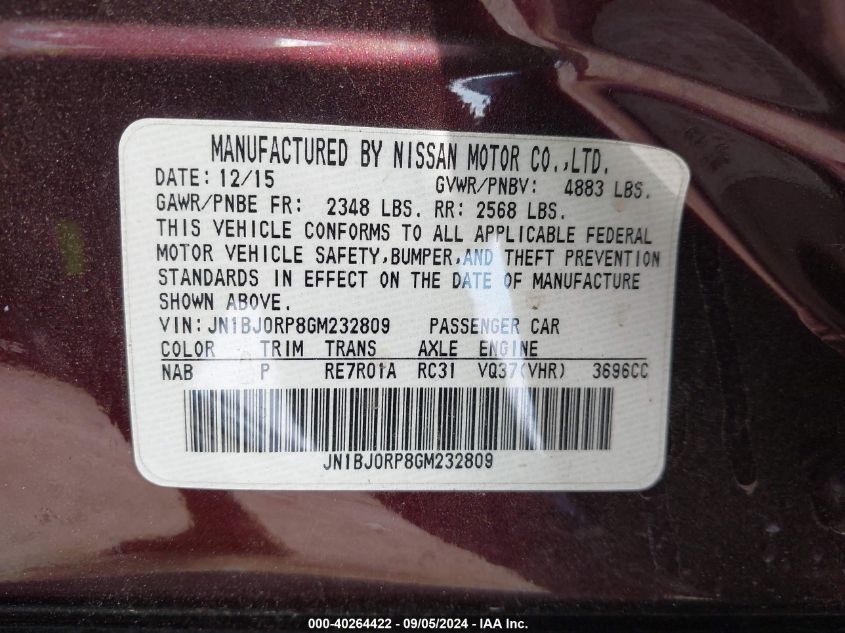 MANUFACTURED BY NISSAN MOTOR CO.,LTD.
DATE: 12/15 GVWR/PNBV: 4883 LBS.
GAWR/PNBE FR: 2348 LBS. RR: 2568 LBS.
THIS VEHICLE CONFORMS TO ALL APPLICABLE FEDERAL
MOTOR VEHICLE SAFETY,BUMPER,AND THEFT PREVENTION
STANDARDS IN EFFECT ON THE DATE OF MANUFACTURE
SHOWN ABOVE.
VIN: JN1BJ0RP8GM232809 PASSENGER CAR
COLOR TRIM TRANS AXLE ENGINE
NAB P RE7R01A RC31 VQ37(VHR) 3696CC
JN1BJ0RP8GM232809
000-40264422 - 09/05/2024 - IAA Inc.